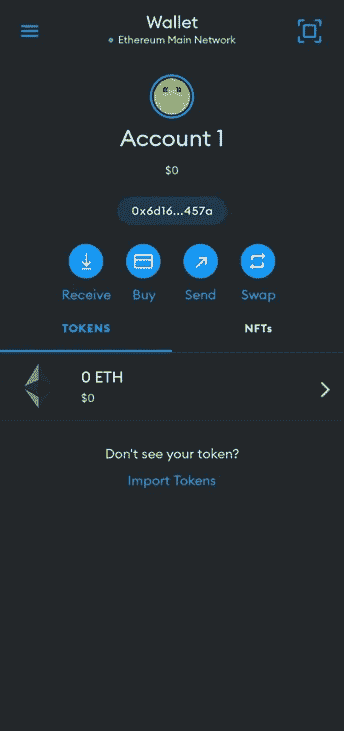 Wallet
Ethereum Main Network
Account 1
$0
0x6d16...457a
Receive Buy Send Swap
TOKENS NFTs
0 ETH
$0
Don't see your token?
Import Tokens